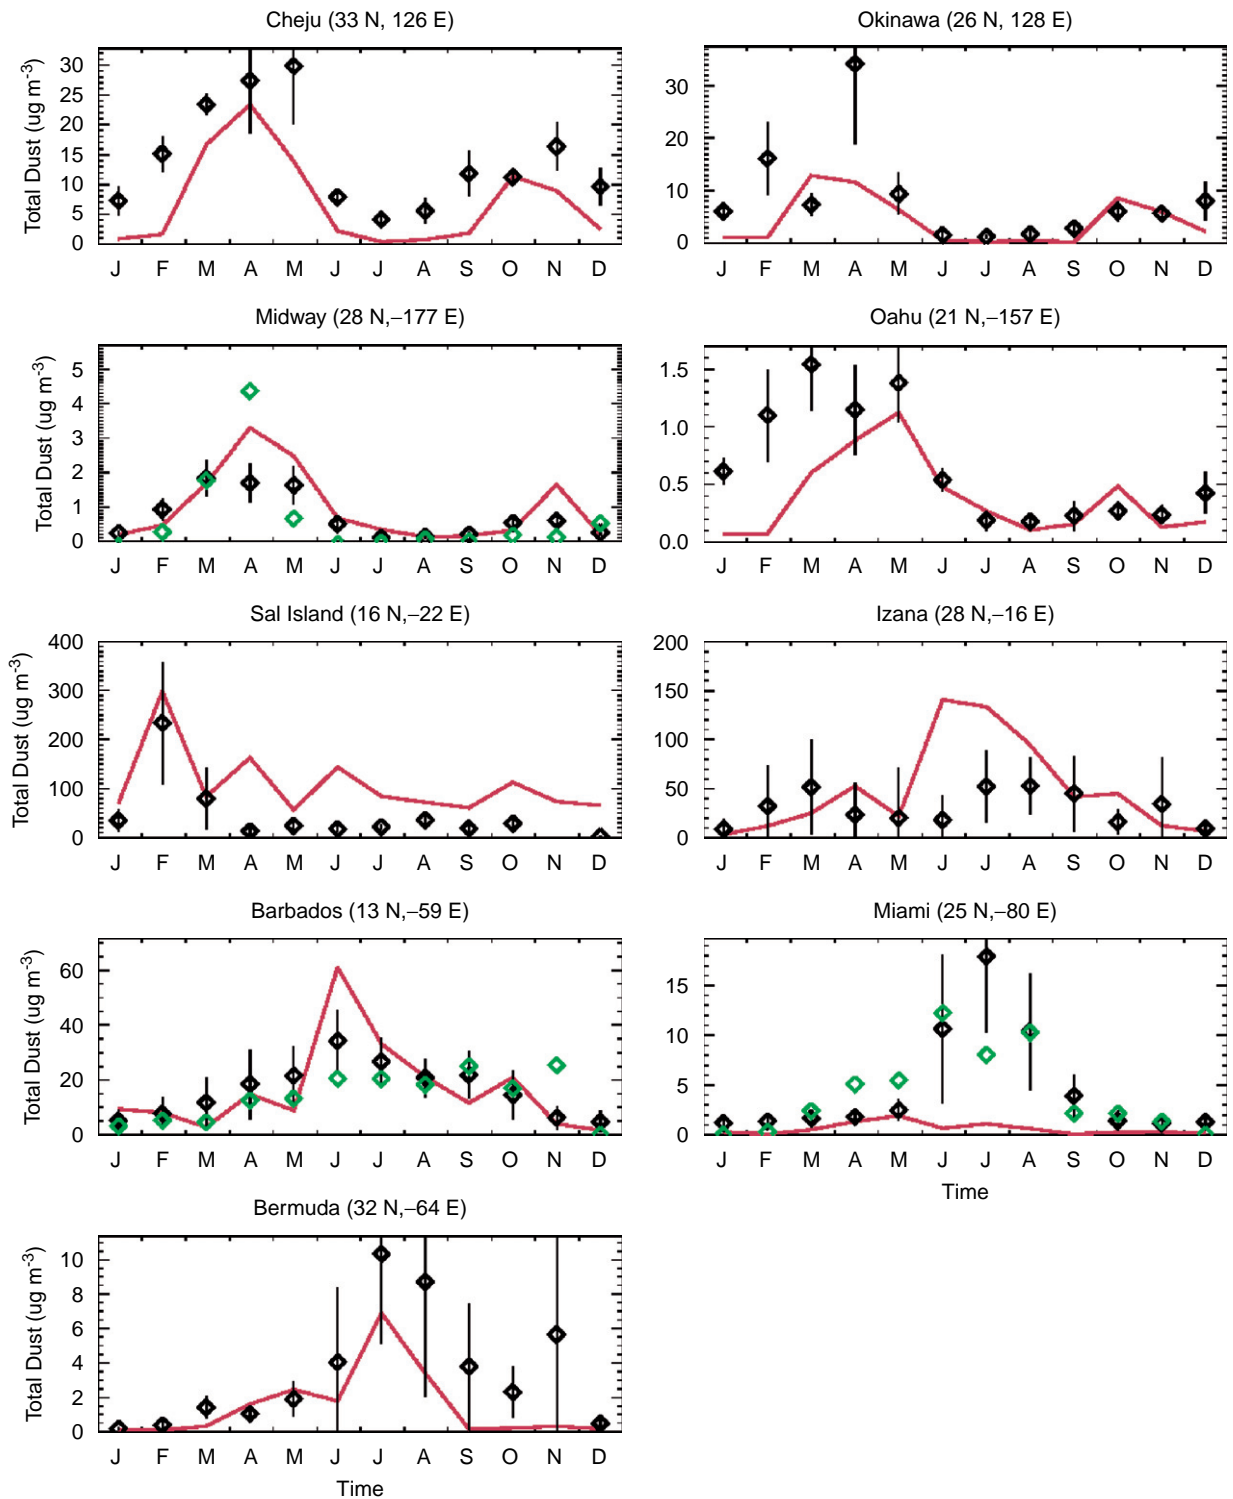 Cheju (33 N, 126 E)
Total Dust (ug m-3)
30
25
20
15
10
5
0
J F M A M J J A S O N D
Okinawa (26 N, 128 E)
30
20
10
0
J F M A M J J A S O N D
Midway (28 N,–177 E)
Total Dust (ug m-3)
5
4
3
2
1
0
J F M A M J J A S O N D
Oahu (21 N,–157 E)
1.5
1.0
0.5
0.0
J F M A M J J A S O N D
Sal Island (16 N,–22 E)
Total Dust (ug m-3)
400
300
200
100
0
J F M A M J J A S O N D
Izana (28 N,–16 E)
200
150
100
50
0
J F M A M J J A S O N D
Barbados (13 N,–59 E)
Total Dust (ug m-3)
60
40
20
0
J F M A M J J A S O N D
Miami (25 N,–80 E)
15
10
5
0
J F M A M J J A S O N D
Time
Bermuda (32 N,–64 E)
Total Dust (ug m-3)
10
8
6
4
2
0
J F M A M J J A S O N D
Time